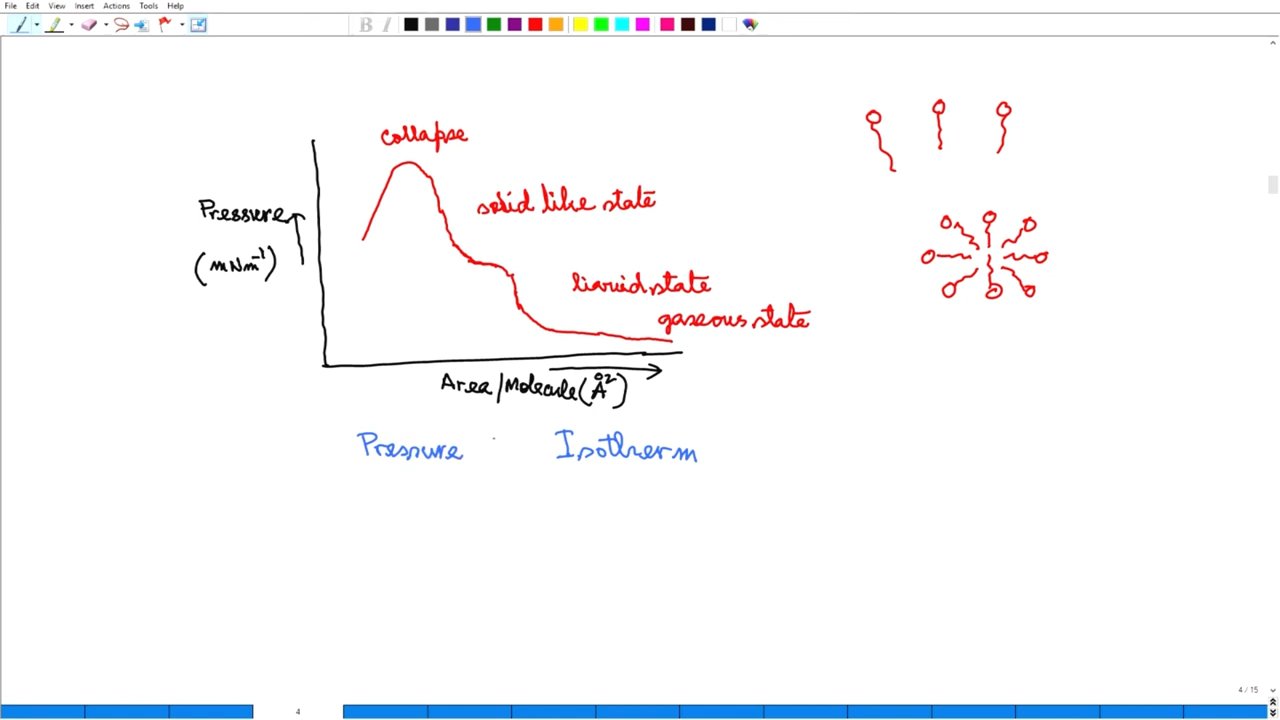 File Edit View Insert Actions Tools Help
B I
collapse
Pressure
solid like state
(mNm⁻¹)
liquid state
gaseous state
Area/Molecule(Å²)
Pressure Isotherm
4 / 15
4